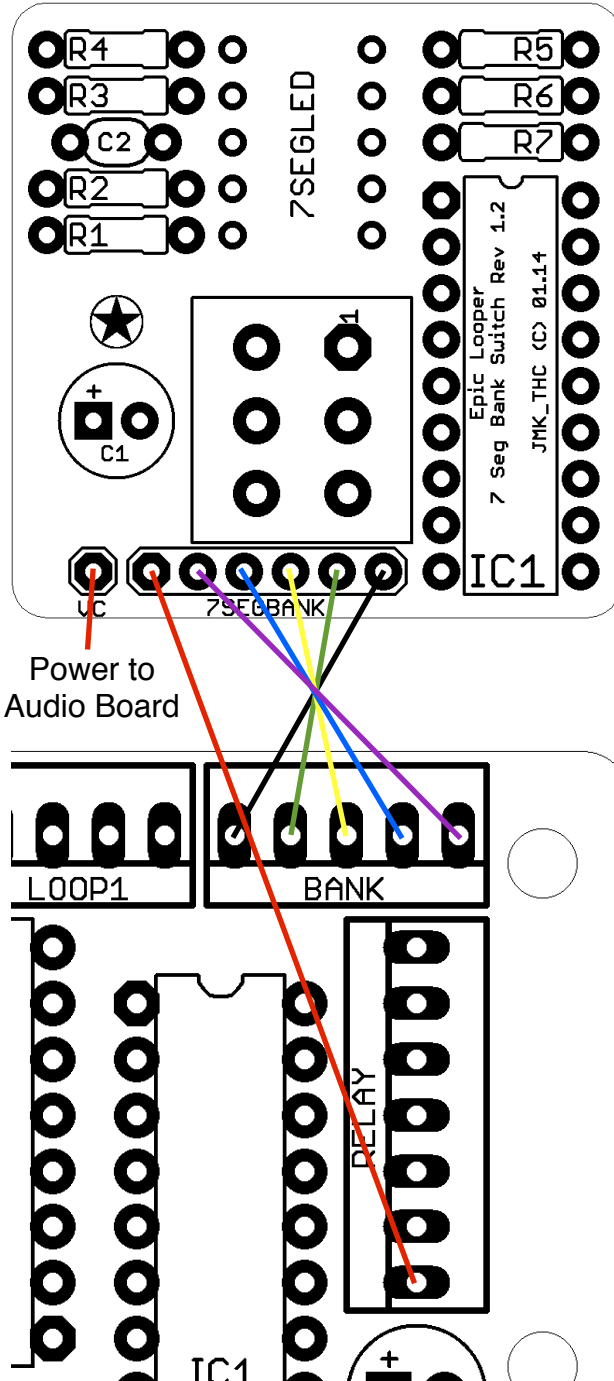 R4
R5
R3
R6
C2
R7
R2
R1
7SEGLED
Epic Looper
7 Seg Bank Switch Rev 1.2
JMK_THC (C) 01.14
1
+
C1
IC1
VC
7SEGBANK
Power to
Audio Board
LOOP1
BANK
RELAY
IC1
+